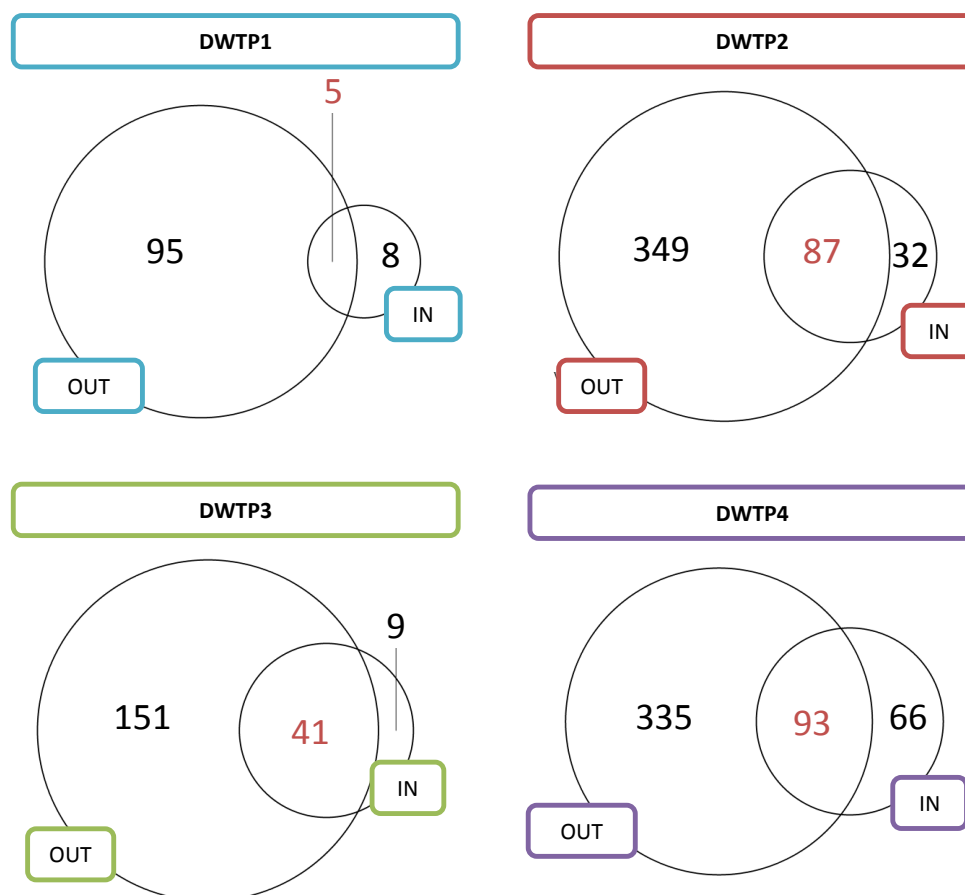 DWTP1
5
95
8
IN
OUT
DWTP2
349
87
32
IN
OUT
DWTP3
9
151
41
IN
OUT
DWTP4
335
93
66
IN
OUT